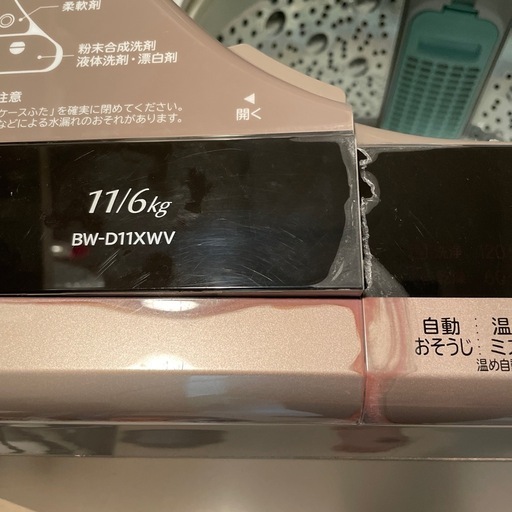 柔軟剤
粉末合成洗剤
液体洗剤・漂白剤
注意
ケースふた」を確実に閉めてください。
などによる水漏れのおそれがあります。
◀
開く
11/6kg
BW-D11XWV
自動
おそうじ
温
ミス
温め自